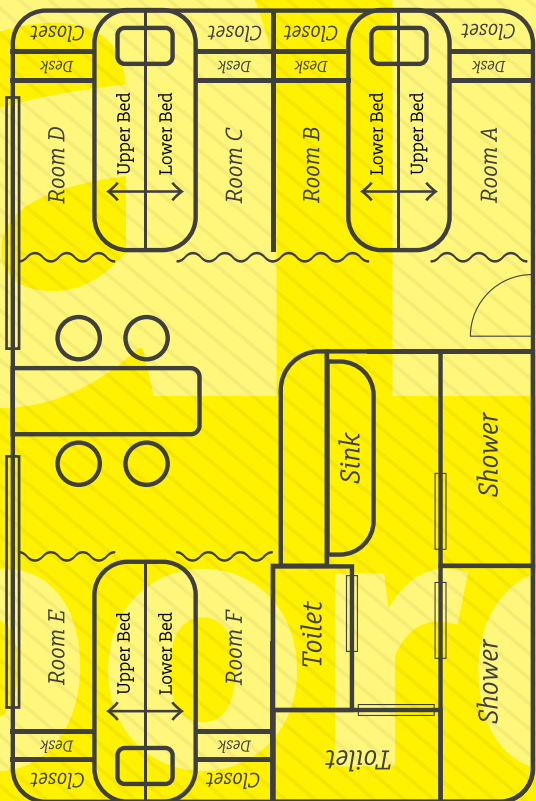 Closet
Closet
Closet
Closet
Desk
Desk
Desk
Desk
Room D
Upper Bed
Lower Bed
Room C
Room B
Lower Bed
Upper Bed
Room A
Sink
Shower
Room E
Upper Bed
Lower Bed
Room F
Toilet
Shower
Desk
Desk
Toilet
Closet
Closet